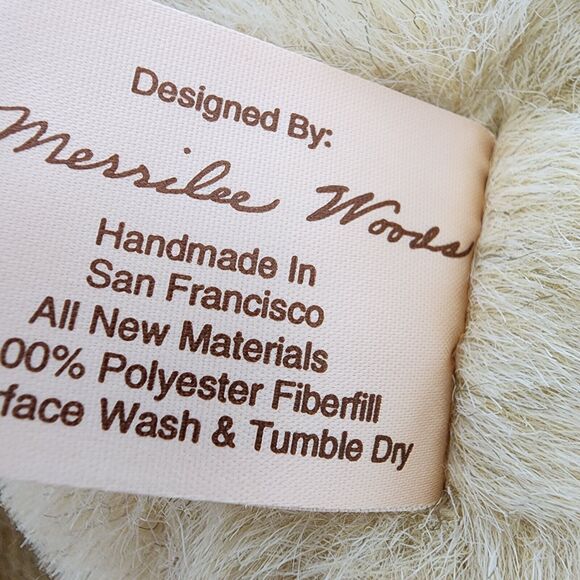 Designed By:
Merrilee Woods
Handmade In
San Francisco
All New Materials
00% Polyester Fiberfill
rface Wash & Tumble Dry